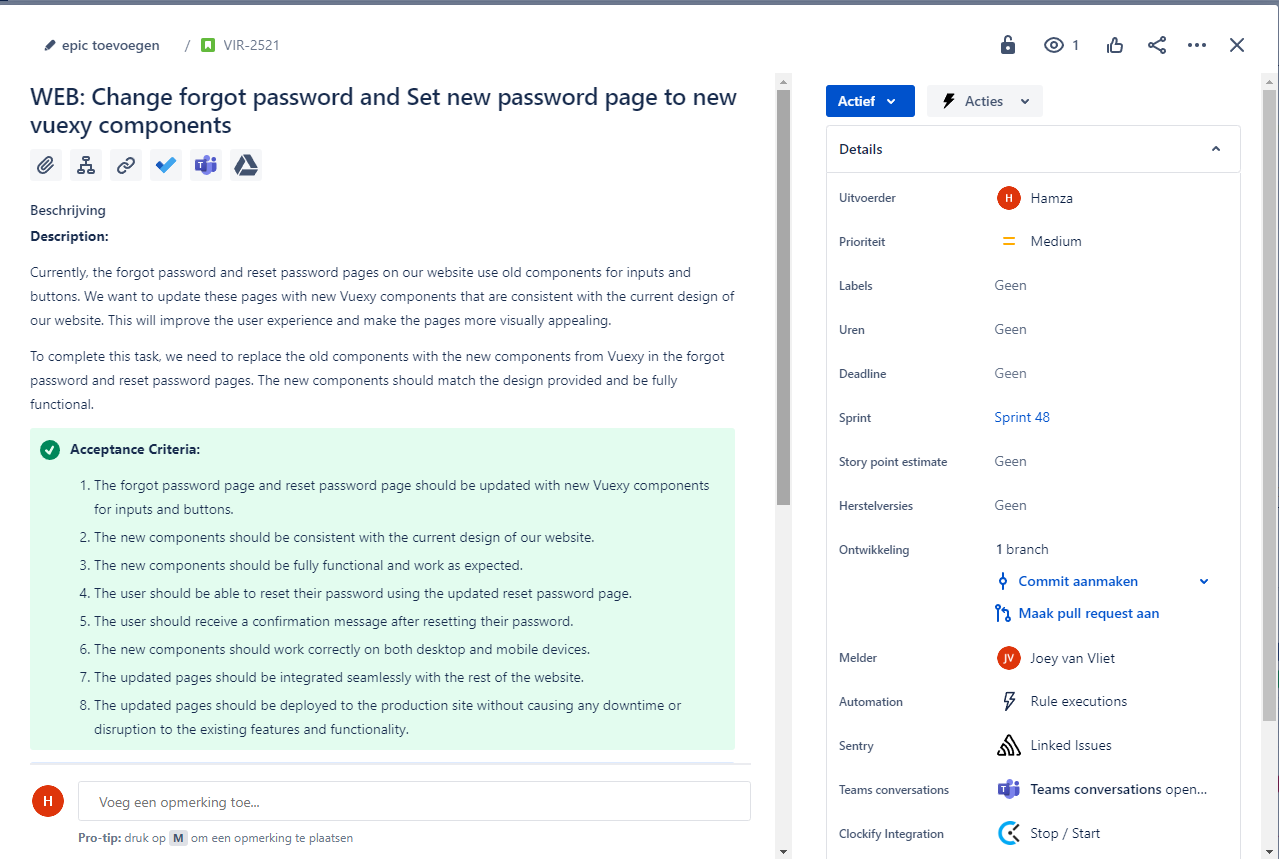 epic toevoegen / VIR-2521
1
WEB: Change forgot password and Set new password page to new
vuexy components
Beschrijving
Description:
Currently, the forgot password and reset password pages on our website use old components for inputs and
buttons. We want to update these pages with new Vuexy components that are consistent with the current design of
our website. This will improve the user experience and make the pages more visually appealing.
To complete this task, we need to replace the old components with the new components from Vuexy in the forgot
password and reset password pages. The new components should match the design provided and be fully
functional.
Acceptance Criteria:
1. The forgot password page and reset password page should be updated with new Vuexy components
for inputs and buttons.
2. The new components should be consistent with the current design of our website.
3. The new components should be fully functional and work as expected.
4. The user should be able to reset their password using the updated reset password page.
5. The user should receive a confirmation message after resetting their password.
6. The new components should work correctly on both desktop and mobile devices.
7. The updated pages should be integrated seamlessly with the rest of the website.
8. The updated pages should be deployed to the production site without causing any downtime or
disruption to the existing features and functionality.
H
Voeg een opmerking toe...
Pro-tip: druk op M om een opmerking te plaatsen
Actief
Acties
Details
Uitvoerder H Hamza
Prioriteit Medium
Labels Geen
Uren Geen
Deadline Geen
Sprint Sprint 48
Story point estimate Geen
Herstelversies Geen
Ontwikkeling 1 branch
Commit aanmaken
Maak pull request aan
Melder JV Joey van Vliet
Automation Rule executions
Sentry Linked Issues
Teams conversations T Teams conversations open...
Clockify Integration Stop / Start